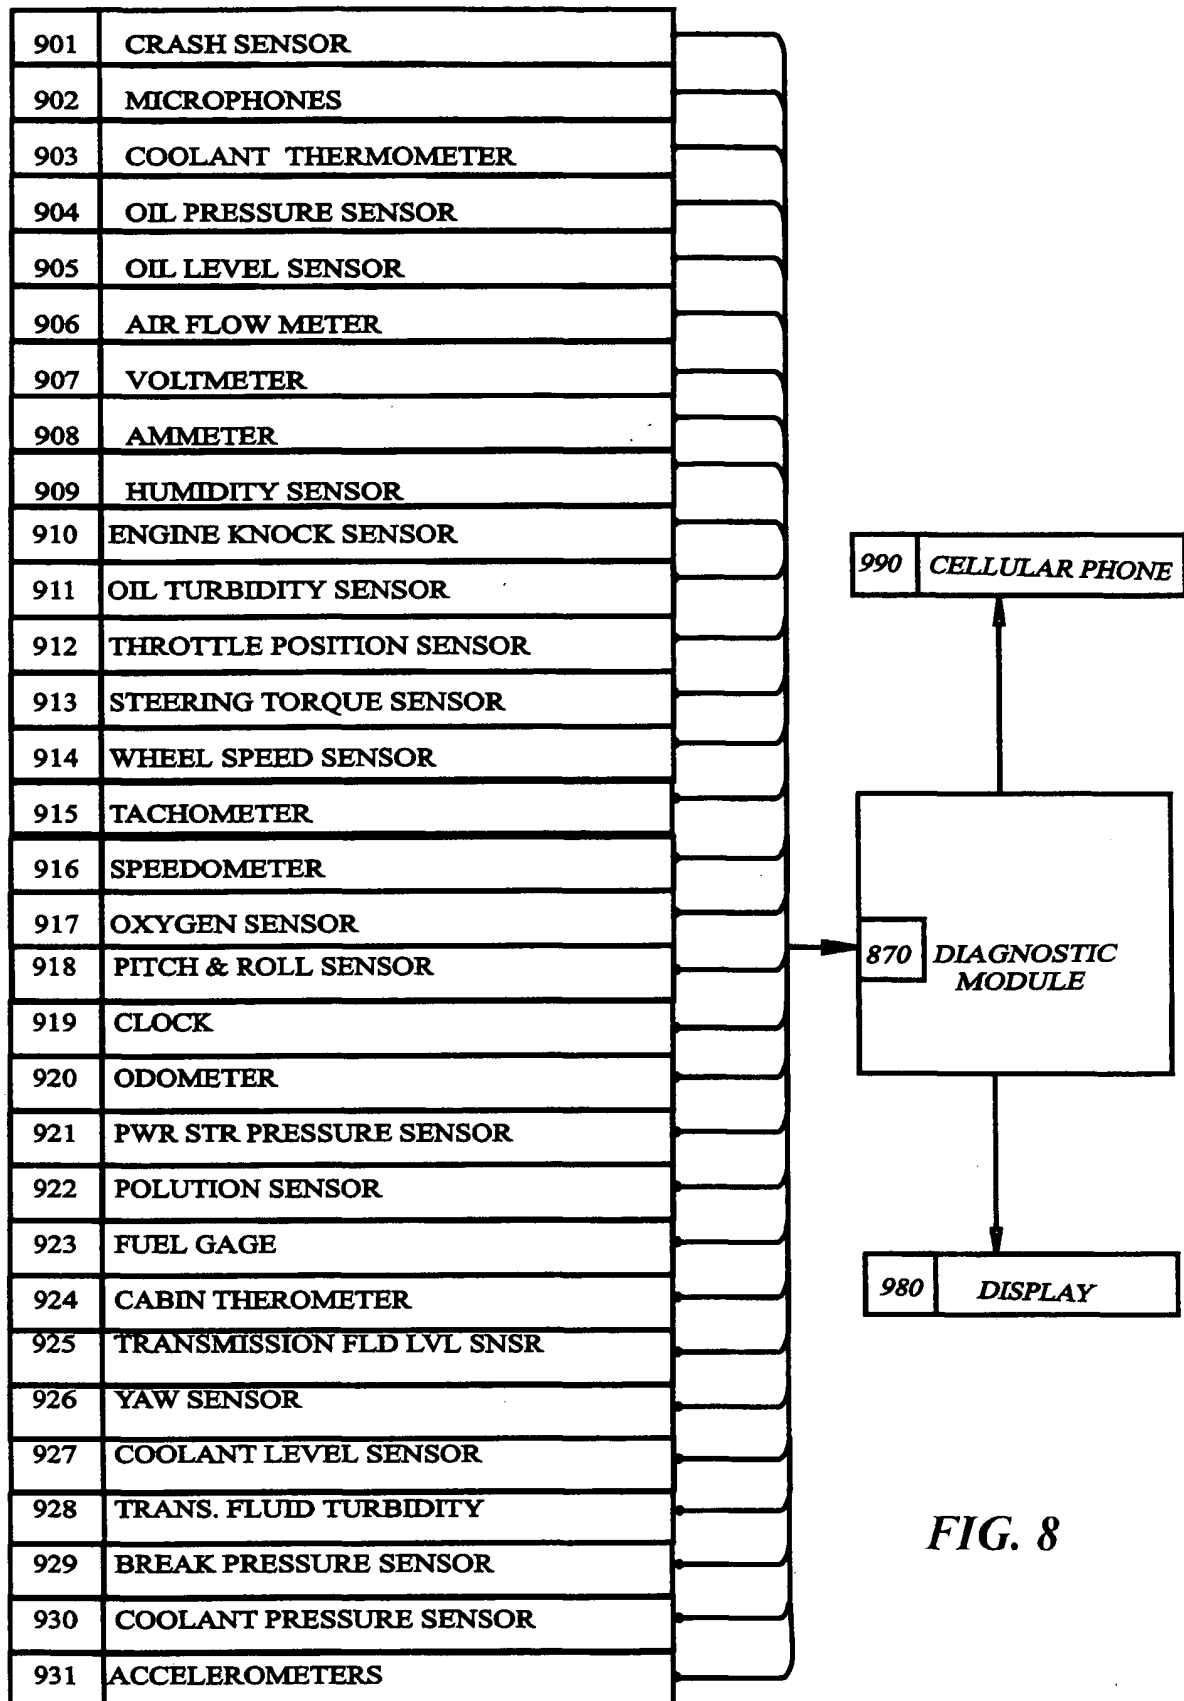 901 CRASH SENSOR
902 MICROPHONES
903 COOLANT THERMOMETER
904 OIL PRESSURE SENSOR
905 OIL LEVEL SENSOR
906 AIR FLOW METER
907 VOLTMETER
908 AMMETER
909 HUMIDITY SENSOR
910 ENGINE KNOCK SENSOR
911 OIL TURBIDITY SENSOR
912 THROTTLE POSITION SENSOR
913 STEERING TORQUE SENSOR
914 WHEEL SPEED SENSOR
915 TACHOMETER
916 SPEEDOMETER
917 OXYGEN SENSOR
918 PITCH & ROLL SENSOR
919 CLOCK
920 ODOMETER
921 PWR STR PRESSURE SENSOR
922 POLUTION SENSOR
923 FUEL GAGE
924 CABIN THEROMETER
925 TRANSMISSION FLD LVL SNSR
926 YAW SENSOR
927 COOLANT LEVEL SENSOR
928 TRANS. FLUID TURBIDITY
929 BREAK PRESSURE SENSOR
930 COOLANT PRESSURE SENSOR
931 ACCELEROMETERS
990 CELLULAR PHONE
870 DIAGNOSTIC
MODULE
980 DISPLAY
FIG. 8